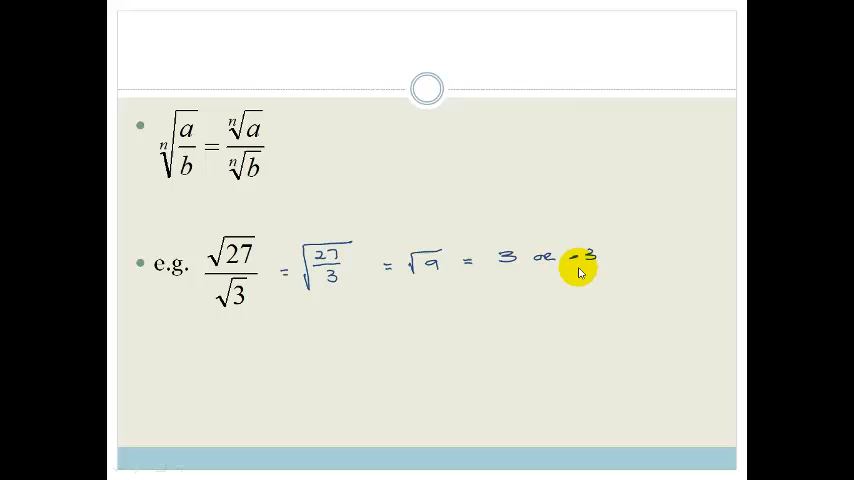 ⁿ√(a/b) = ⁿ√a / ⁿ√b
e.g. √27 / √3 = √(27/3) = √9 = 3 or -3